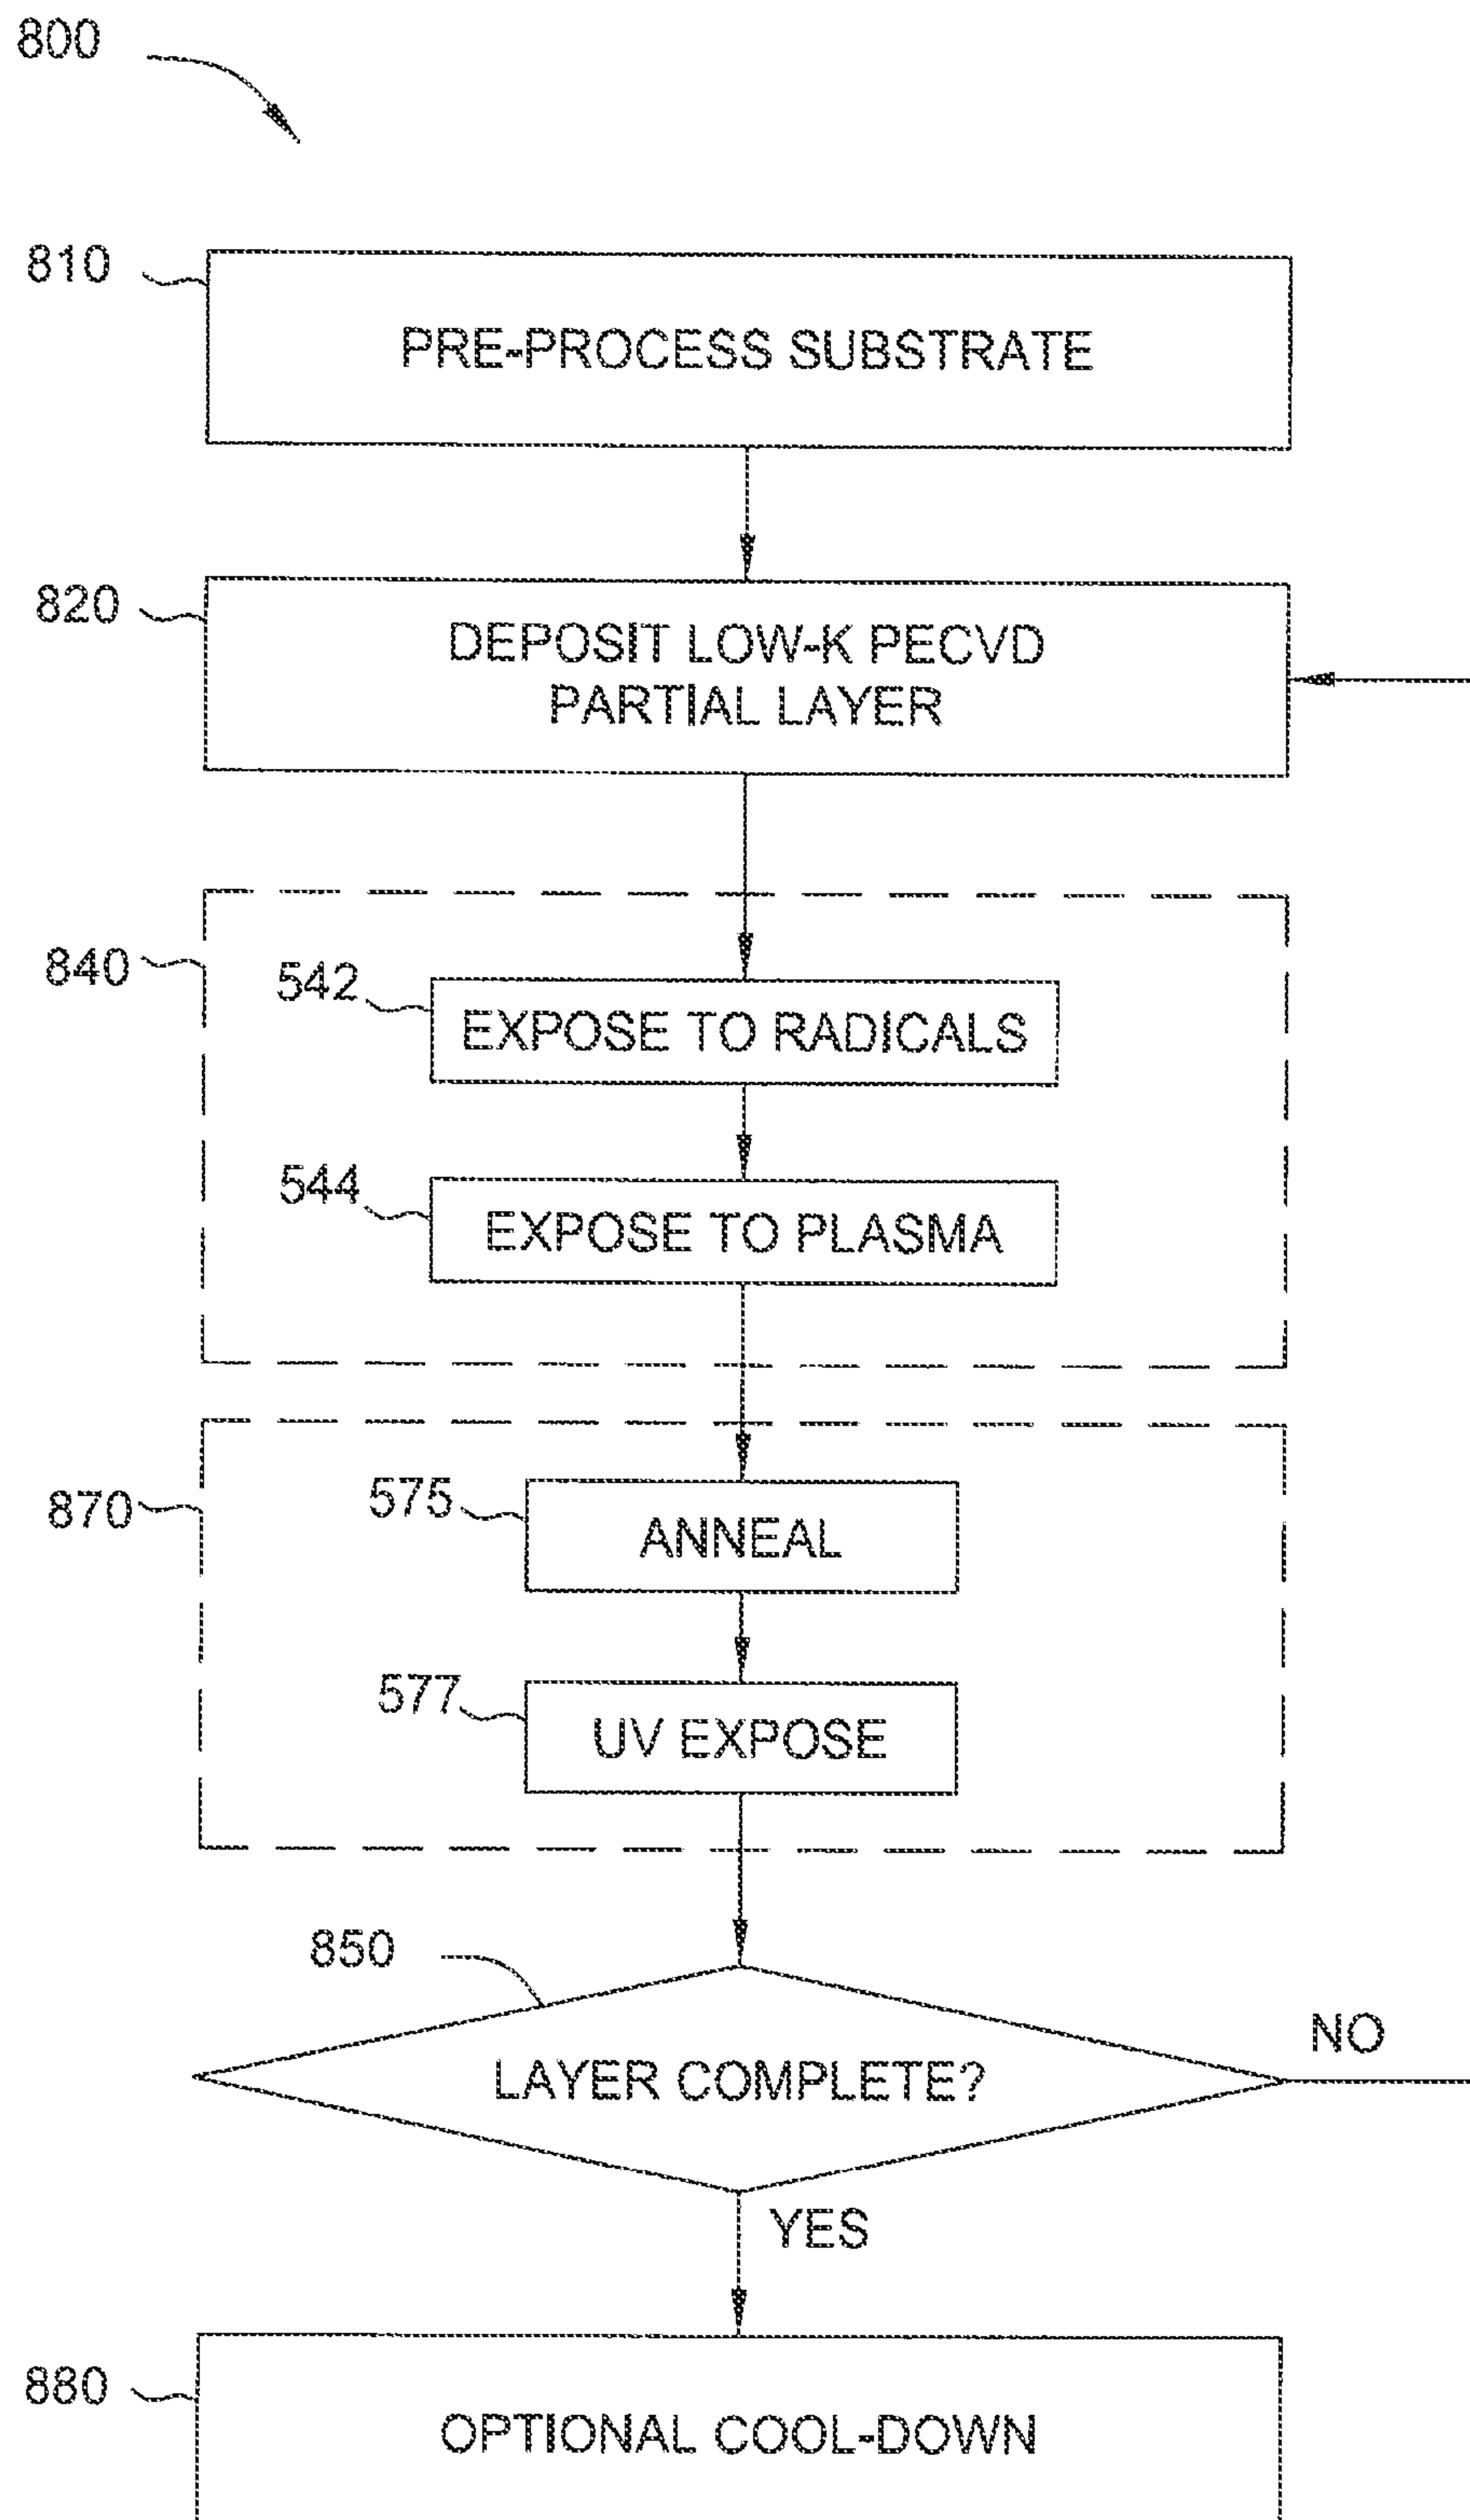 800
810
PRE-PROCESS SUBSTRATE
820
DEPOSIT LOW-K PECVD
PARTIAL LAYER
840
542
EXPOSE TO RADICALS
544
EXPOSE TO PLASMA
870
575
ANNEAL
577
UV EXPOSE
850
LAYER COMPLETE?
NO
YES
880
OPTIONAL COOL-DOWN